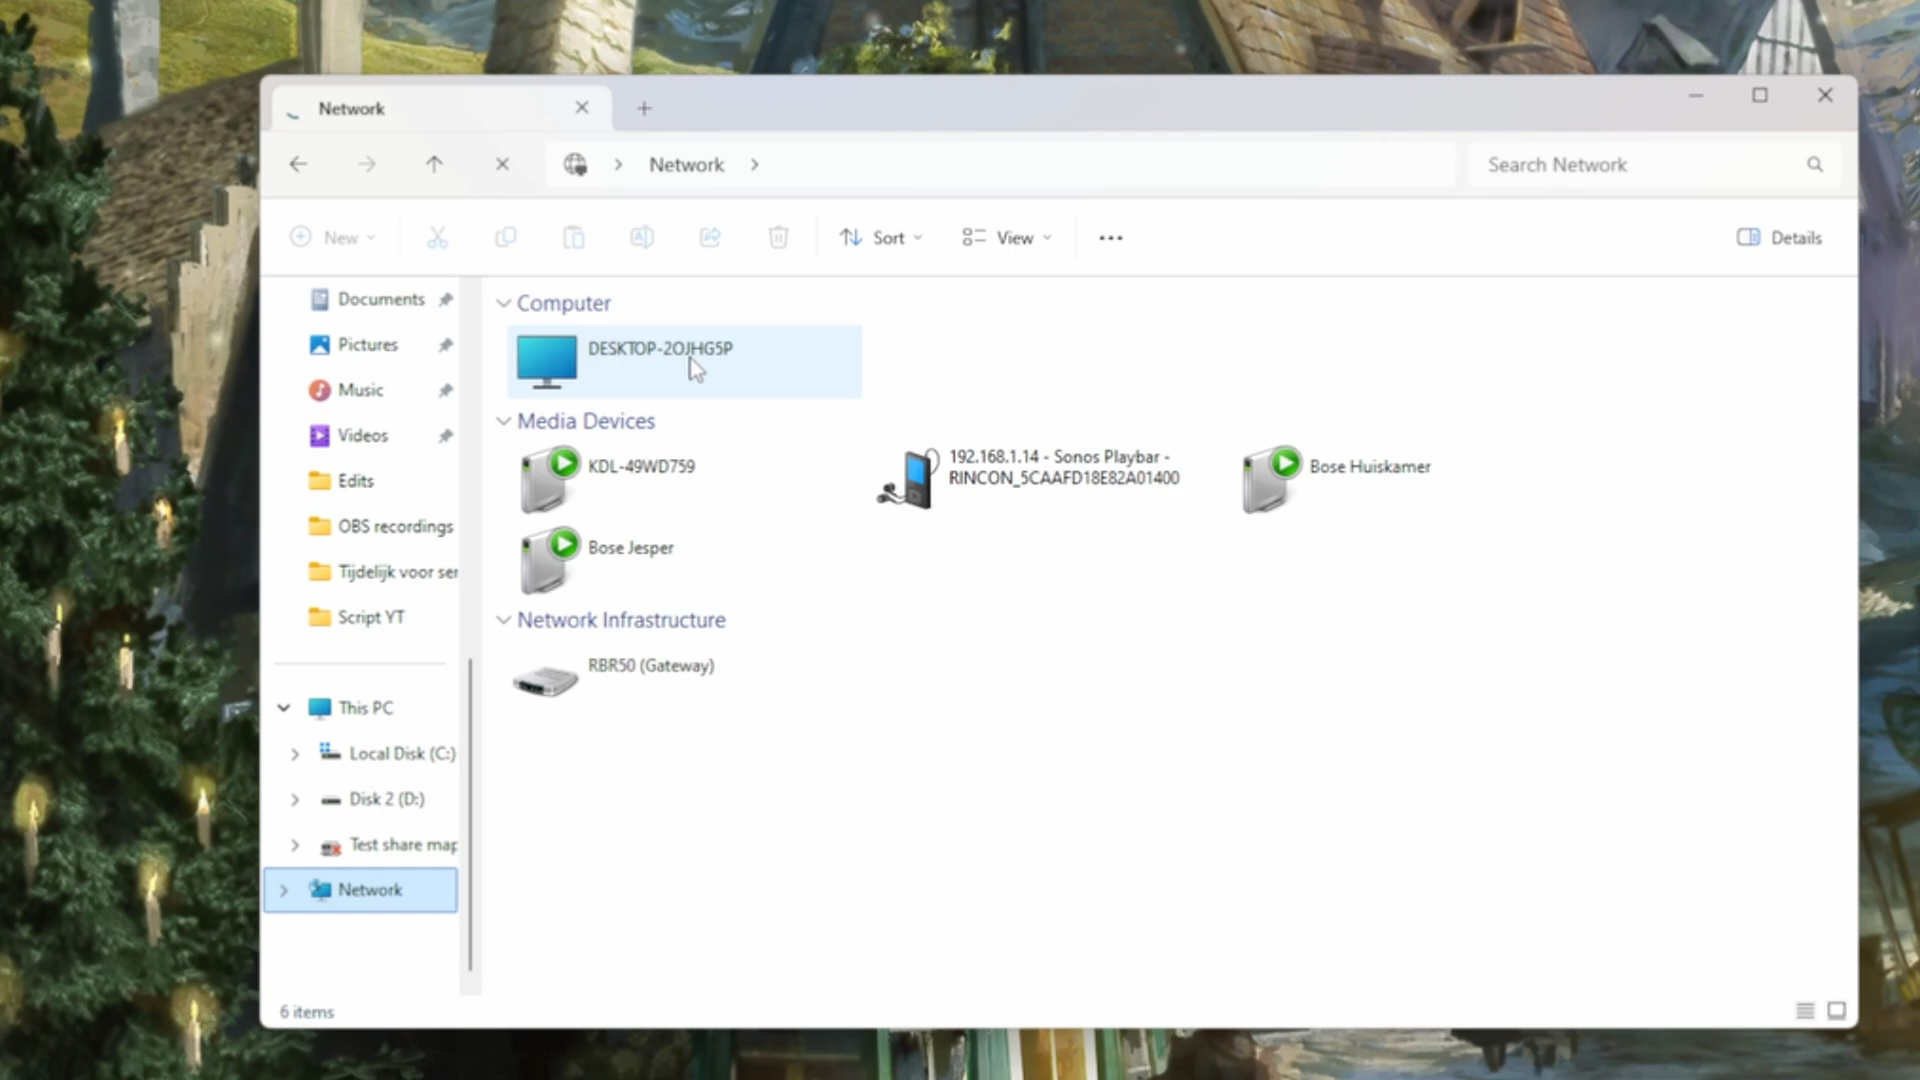 Network
Network
Search Network
New
Sort
View
Details
Documents
Pictures
Music
Videos
Edits
OBS recordings
Tijdelijk voor ser
Script YT
This PC
Local Disk (C:)
Disk 2 (D:)
Test share map
Network
Computer
DESKTOP-2OJHG5P
Media Devices
KDL-49WD759
192.168.1.14 - Sonos Playbar -
RINCON_5CAAFD18E82A01400
Bose Huiskamer
Bose Jesper
Network Infrastructure
RBR50 (Gateway)
6 items